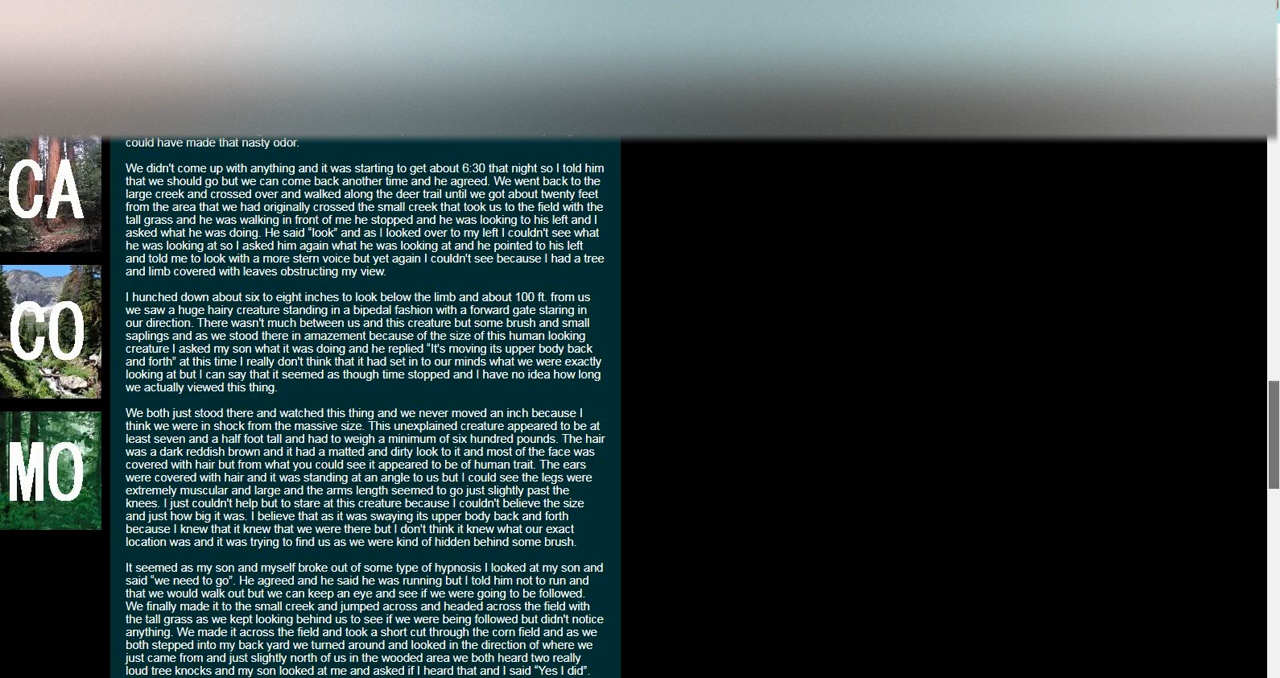 could have made that nasty odor.
We didn't come up with anything and it was starting to get about 6:30 that night so I told him
that we should go but we can come back another time and he agreed. We went back to the
large creek and crossed over and walked along the deer trail until we got about twenty feet
from the area that we had originally crossed the small creek that took us to the field with the
tall grass and he was walking in front of me he stopped and he was looking to his left and I
asked what he was doing. He said “look” and as I looked over to my left I couldn't see what
he was looking at so I asked him again what he was looking at and he pointed to his left
and told me to look with a more stern voice but yet again I couldn't see because I had a tree
and limb covered with leaves obstructing my view.
I hunched down about six to eight inches to look below the limb and about 100 ft. from us
we saw a huge hairy creature standing in a bipedal fashion with a forward gate staring in
our direction. There wasn't much between us and this creature but some brush and small
saplings and as we stood there in amazement because of the size of this human looking
creature I asked my son what it was doing and he replied “It's moving its upper body back
and forth” at this time I really don't think that it had set in to our minds what we were exactly
looking at but I can say that it seemed as though time stopped and I have no idea how long
we actually viewed this thing.
We both just stood there and watched this thing and we never moved an inch because I
think we were in shock from the massive size. This unexplained creature appeared to be at
least seven and a half foot tall and had to weigh a minimum of six hundred pounds. The hair
was a dark reddish brown and it had a matted and dirty look to it and most of the face was
covered with hair but from what you could see it appeared to be of human trait. The ears
were covered with hair and it was standing at an angle to us but I could see the legs were
extremely muscular and large and the arms length seemed to go just slightly past the
knees. I just couldn't help but to stare at this creature because I couldn't believe the size
and just how big it was. I believe that as it was swaying its upper body back and forth
because I knew that it knew that we were there but I don't think it knew what our exact
location was and it was trying to find us as we were kind of hidden behind some brush.
It seemed as my son and myself broke out of some type of hypnosis I looked at my son and
said “we need to go”. He agreed and he said he was running but I told him not to run and
that we would walk out but we can keep an eye and see if we were going to be followed.
We finally made it to the small creek and jumped across and headed across the field with
the tall grass as we kept looking behind us to see if we were being followed but didn't notice
anything. We made it across the field and took a short cut through the corn field and as we
both stepped into my back yard we turned around and looked in the direction of where we
just came from and just slightly north of us in the wooded area we both heard two really
loud tree knocks and my son looked at me and asked if I heard that and I said “Yes I did”.
CA
CO
MO